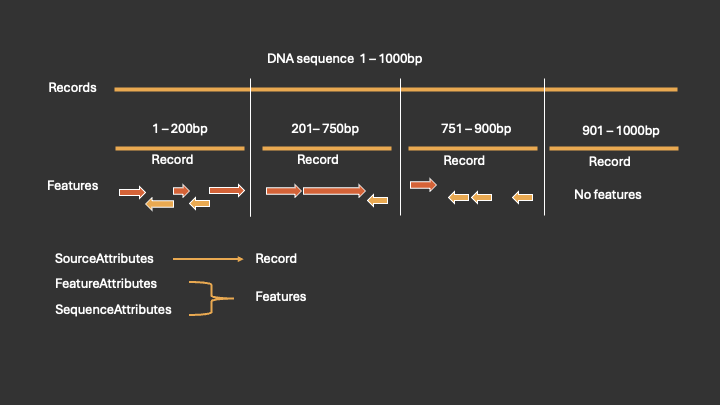 DNA sequence 1 – 1000bp
Records
1 – 200bp
201– 750bp
751 – 900bp
901 – 1000bp
Record
Record
Record
Record
Features
No features
SourceAttributes
Record
FeatureAttributes
Features
SequenceAttributes